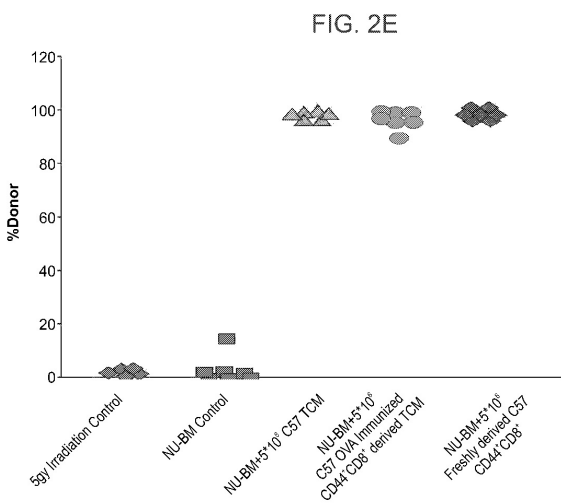 FIG. 2E
120
100
80
60
40
20
0
%Donor
5gy Irradiation Control
NU-BM Control
NU-BM+5*10⁶ C57 TCM
NU-BM+5*10⁶
C57 OVA Immunized
CD44⁺CD8⁺ derived TCM
NU-BM+5*10⁶
Freshly derived C57
CD44⁺CD8⁺